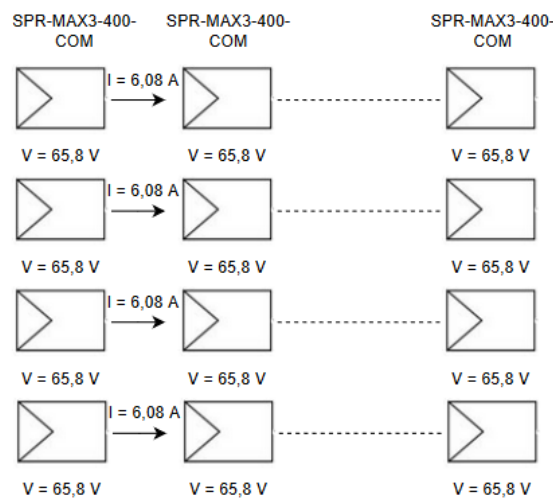 SPR-MAX3-400-
COM
SPR-MAX3-400-
COM
SPR-MAX3-400-
COM
I = 6,08 A
V = 65,8 V
V = 65,8 V
V = 65,8 V
I = 6,08 A
V = 65,8 V
V = 65,8 V
V = 65,8 V
I = 6,08 A
V = 65,8 V
V = 65,8 V
V = 65,8 V
I = 6,08 A
V = 65,8 V
V = 65,8 V
V = 65,8 V